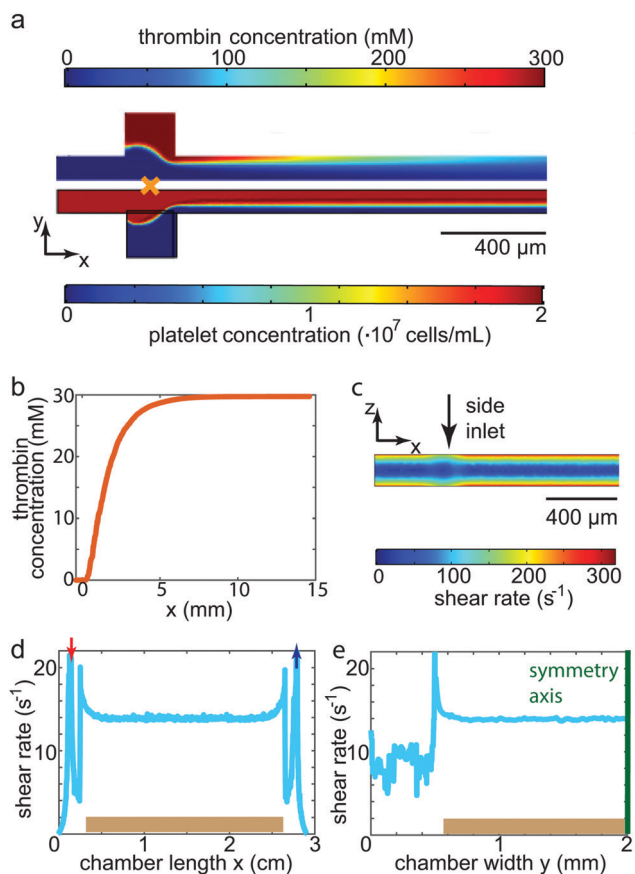 a
thrombin concentration (mM)
0 100 200 300
y
x
400 µm
0 1 2
platelet concentration (·10⁷ cells/mL)
b
30
20
10
0
thrombin
concentration (mM)
0 5 10 15
x (mm)
c
z
x
side
inlet
400 µm
0 100 200 300
shear rate (s⁻¹)
d
20
10
0
shear rate (s⁻¹)
0 1 2 3
chamber length x (cm)
e
symmetry
axis
20
10
0
shear rate (s⁻¹)
0 1 2
chamber width y (mm)